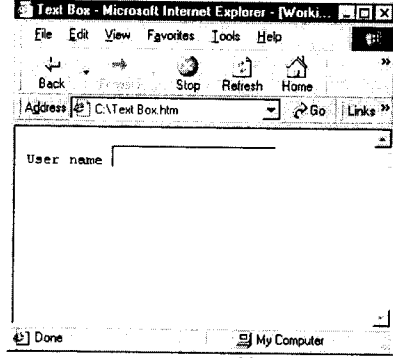 Text Box - Microsoft Internet Explorer - [Worki...
File Edit View Favorites Tools Help
Back Forward Stop Refresh Home »
Address C:\Text Box.htm Go Links »
User name
Done My Computer